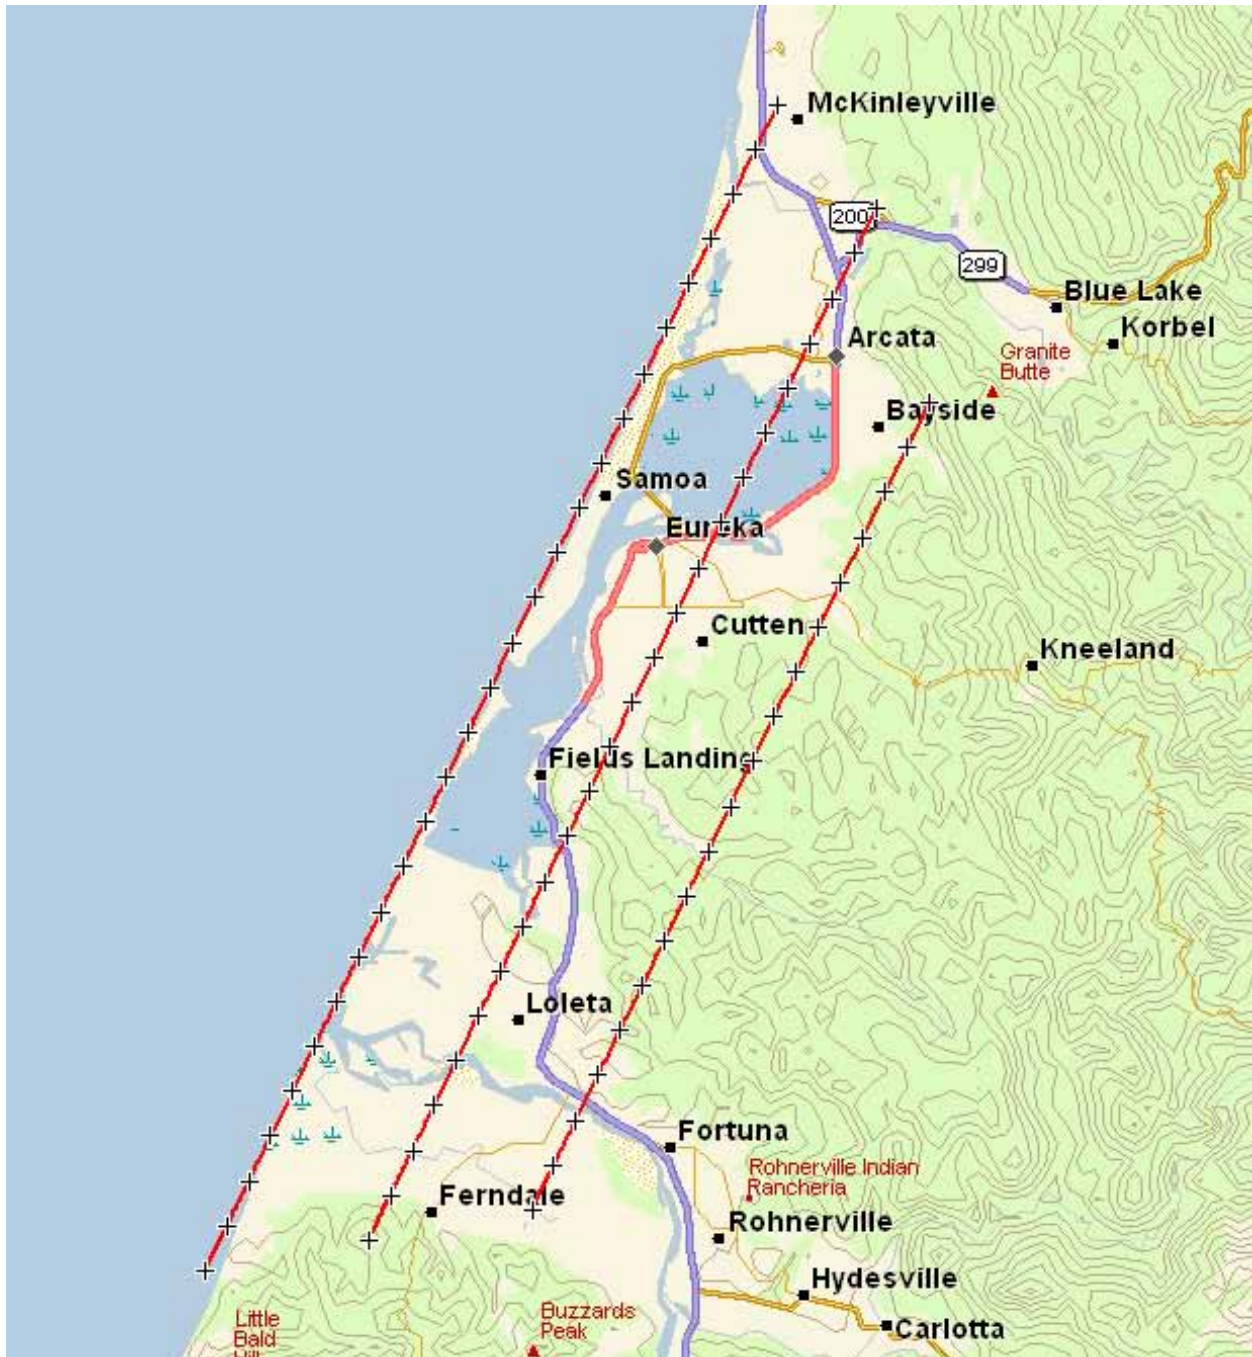 McKinleyville
200
299
Blue Lake
Korbel
Arcata
Granite
Butte
Bayside
Samoa
Eureka
Cutten
Kneeland
Fields Landing
Loleta
Fortuna
Rohnerville Indian
Rancheria
Ferndale
Rohnerville
Hydesville
Buzzards
Peak
Little
Bald
Hill
Carlotta